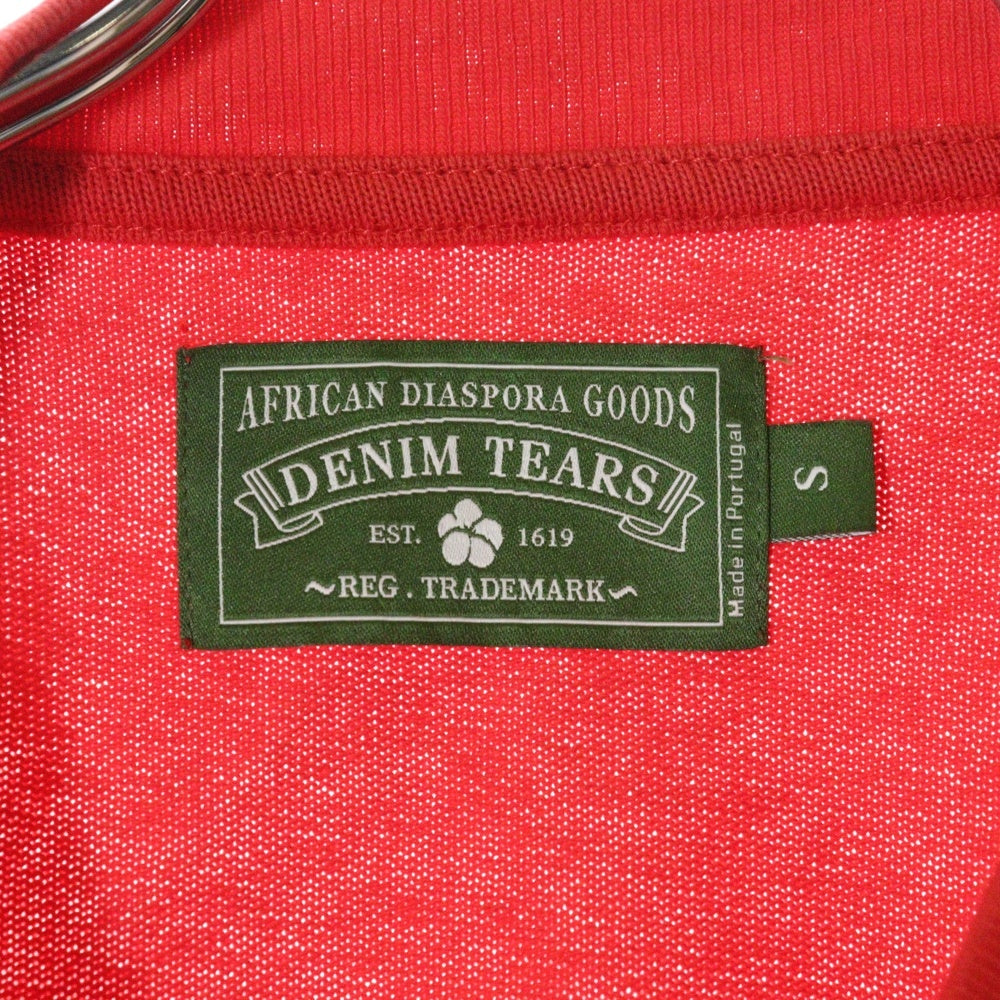 AFRICAN DIASPORA GOODS
DENIM TEARS
EST. 1619
~REG. TRADEMARK~
Made in Portugal
S